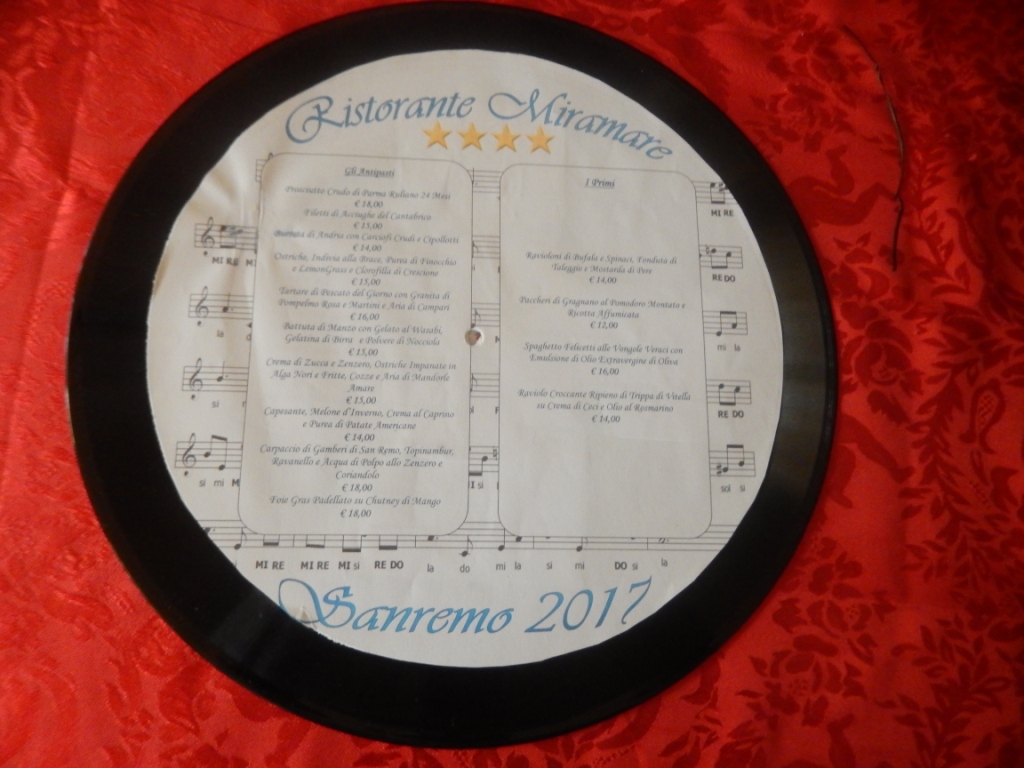 Ristorante Miramare
Gli Antipasti
Prosciutto Crudo di Parma Ruliano 24 Mesi
€ 18,00
Filetti di Acciughe del Cantabrico
€ 15,00
Burrata di Andria con Carciofi Crudi e Cipollotti
€ 14,00
Ostriche, Indivia alla Brace, Purea di Finocchio
e LemonGrass e Clorofilla di Crescione
€ 15,00
Tartare di Pescato del Giorno con Granita di
Pompelmo Rosa e Martini e Aria di Campari
€ 16,00
Battuta di Manzo con Gelato al Wasabi,
Gelatina di Birra e Polvere di Nocciola
€ 15,00
Crema di Zucca e Zenzero, Ostriche Impanate in
Alga Nori e Fritte, Cozze e Aria di Mandorle
Amare
€ 15,00
Capesante, Melone d'Inverno, Crema al Caprino
e Purea di Patate Americane
€ 14,00
Carpaccio di Gamberi di San Remo, Topinambur,
Ravanello e Acqua di Polpo allo Zenzero e
Coriandolo
€ 18,00
Foie Gras Padellato su Chutney di Mango
€ 18,00
I Primi
Ravioloni di Bufala e Spinaci, Fonduta di
Taleggio e Mostarda di Pere
€ 14,00
Paccheri di Gragnano al Pomodoro Montato e
Ricotta Affumicata
€ 12,00
Spaghetto Felicetti alle Vongole Veraci con
Emulsione di Olio Extravergine di Oliva
€ 16,00
Raviolo Croccante Ripieno di Trippa di Vitella
su Crema di Ceci e Olio al Rosmarino
€ 14,00
MI RE
MI RE
RE DO
la
mi la
si
RE DO
si mi
sol si
MI RE MI RE MI si RE DO la do mi la si mi DO si la
Sanremo 2017